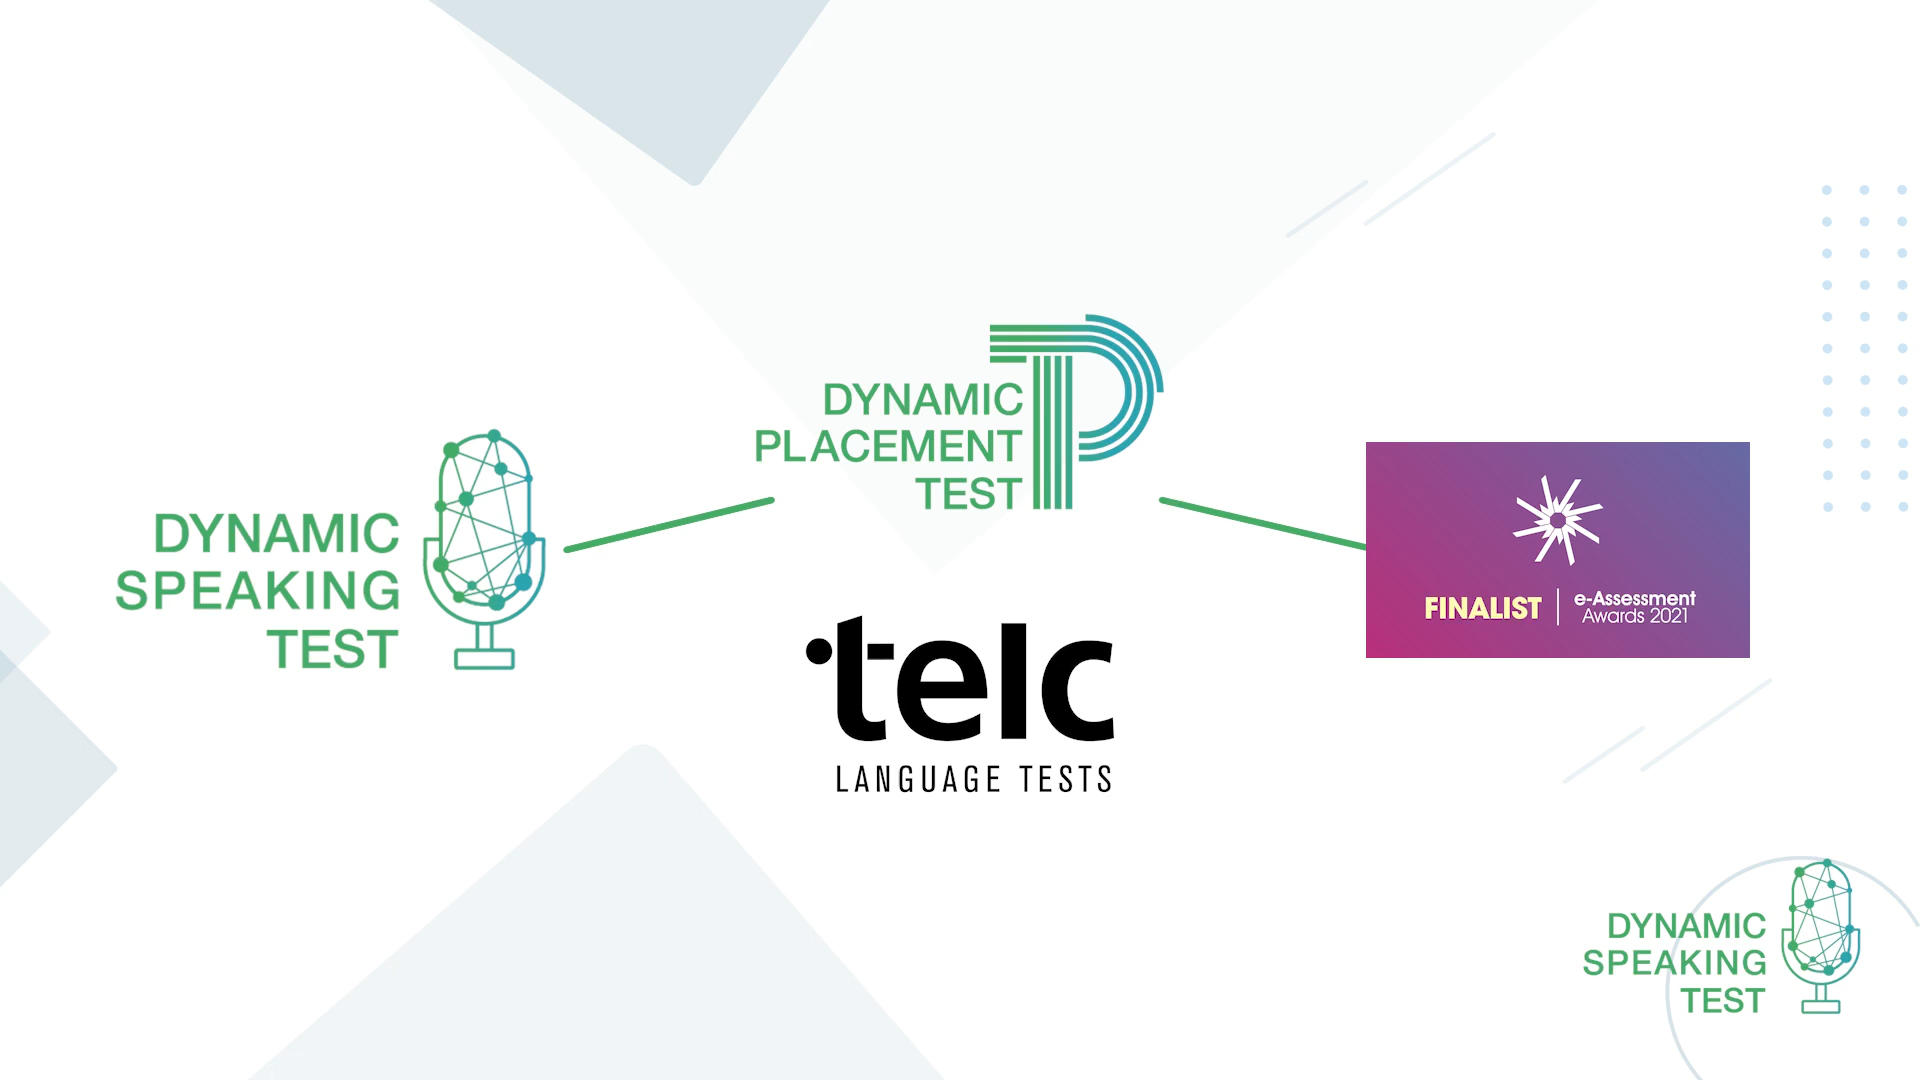 DYNAMIC
SPEAKING
TEST
DYNAMIC
PLACEMENT
TEST
telc
LANGUAGE TESTS
FINALIST
e-Assessment
Awards 2021
DYNAMIC
SPEAKING
TEST